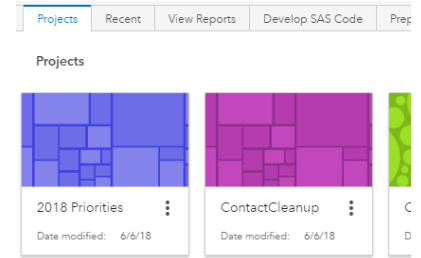 Projects Recent View Reports Develop SAS Code
Projects
2018 Priorities ContactCleanup
Date modified: 6/6/18 Date modified: 6/6/18